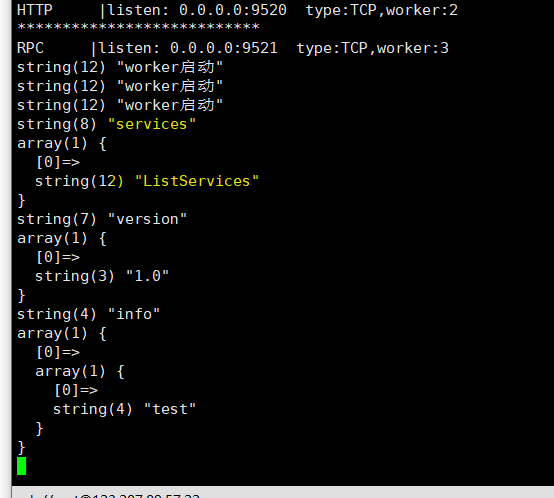 HTTP     |listen: 0.0.0.0:9520  type:TCP,worker:2
***************************
RPC     |listen: 0.0.0.0:9521  type:TCP,worker:3
string(12) "worker启动"
string(12) "worker启动"
string(12) "worker启动"
string(8) "services"
array(1) {
  [0]=>
  string(12) "ListServices"
}
string(7) "version"
array(1) {
  [0]=>
  string(3) "1.0"
}
string(4) "info"
array(1) {
  [0]=>
  array(1) {
    [0]=>
    string(4) "test"
  }
}